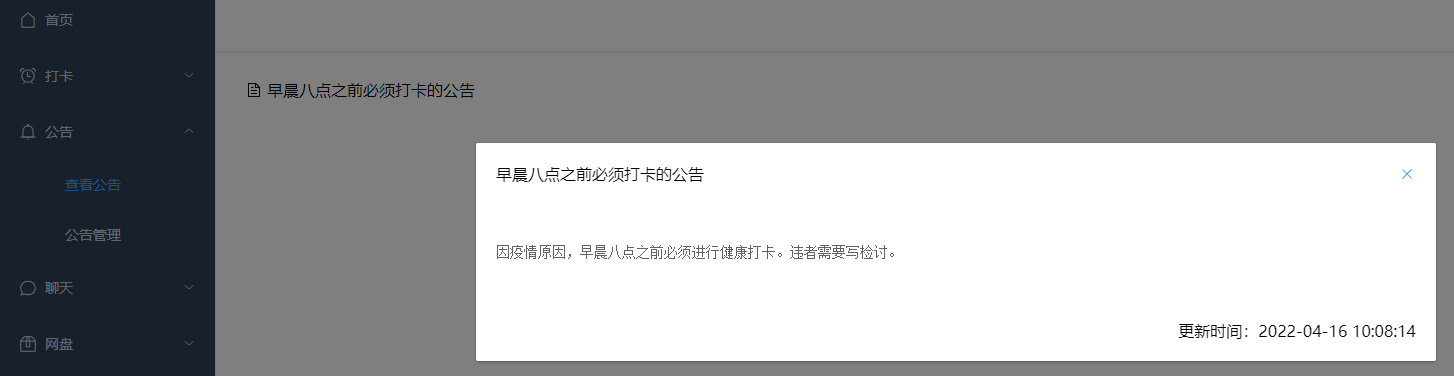 首页
打卡
公告
查看公告
公告管理
聊天
网盘
早晨八点之前必须打卡的公告
早晨八点之前必须打卡的公告
因疫情原因，早晨八点之前必须进行健康打卡。违者需要写检讨。
更新时间：2022-04-16 10:08:14